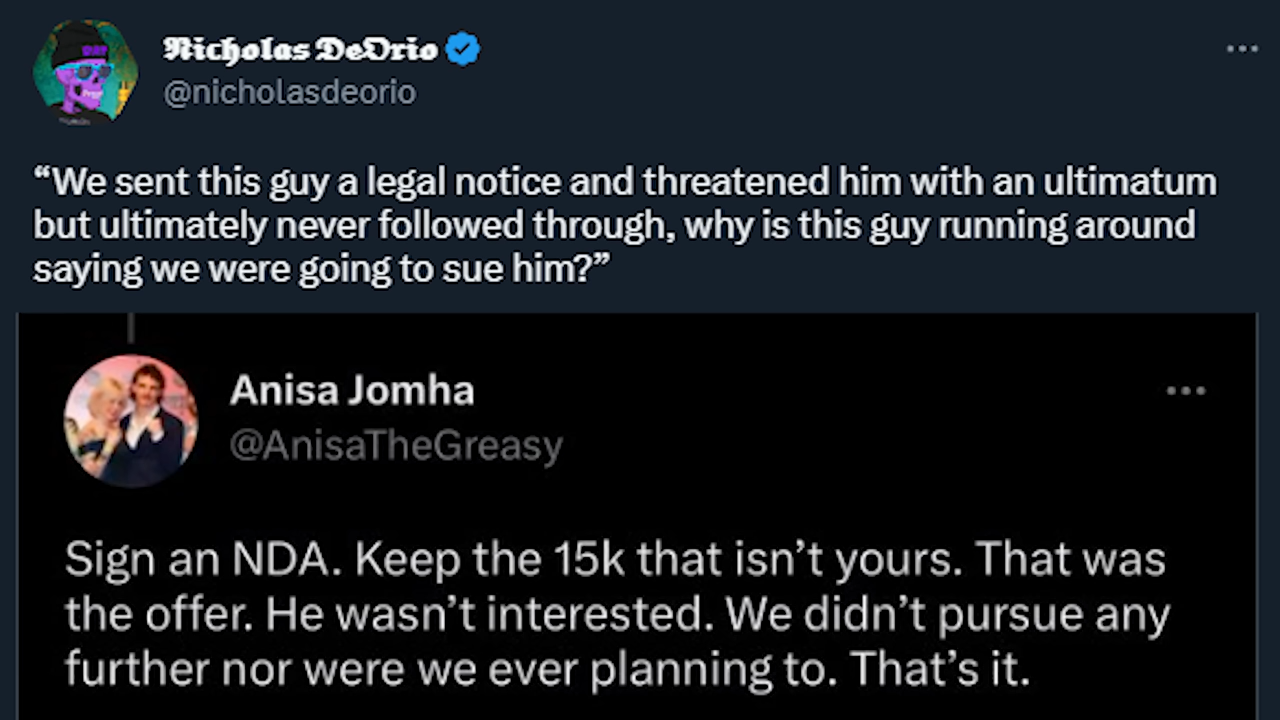 Nicholas DeOrio
@nicholasdeorio
“We sent this guy a legal notice and threatened him with an ultimatum
but ultimately never followed through, why is this guy running around
saying we were going to sue him?”
Anisa Jomha
@AnisaTheGreasy
Sign an NDA. Keep the 15k that isn’t yours. That was
the offer. He wasn’t interested. We didn’t pursue any
further nor were we ever planning to. That’s it.